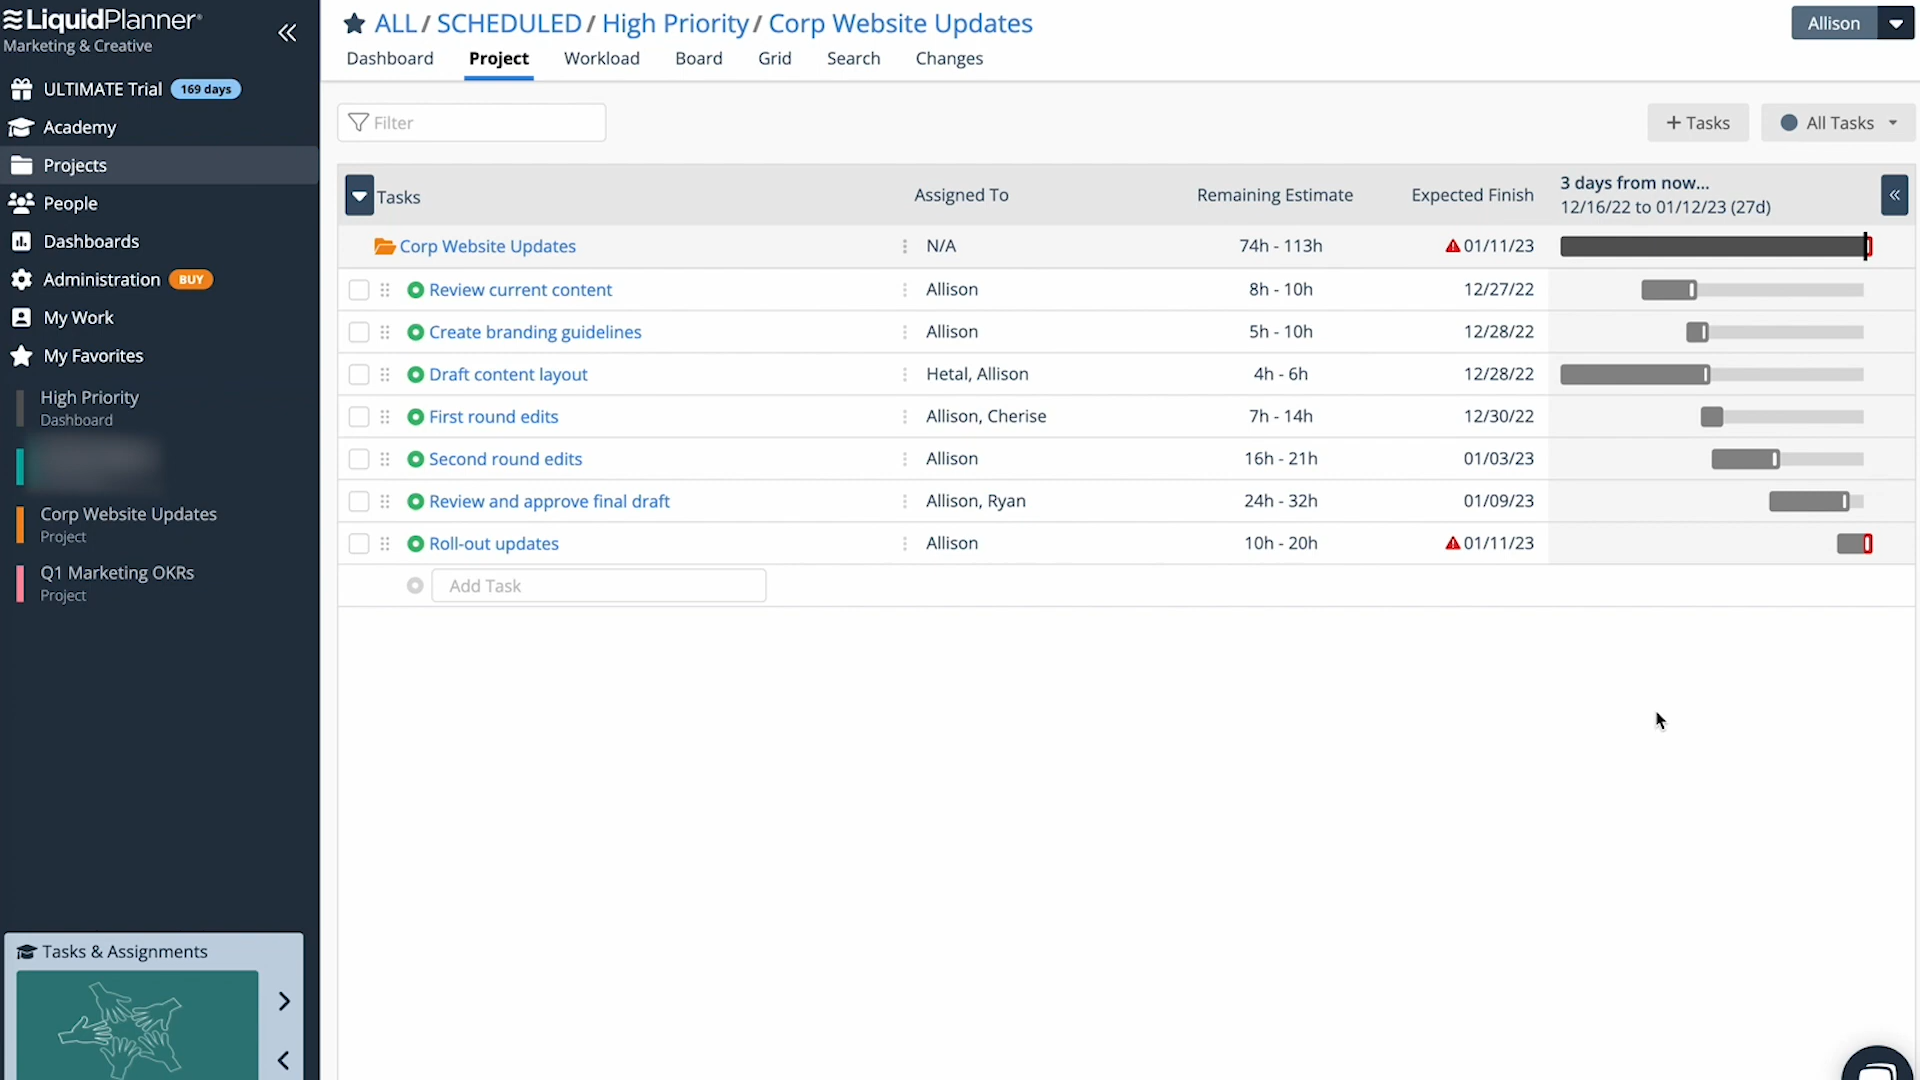 LiquidPlanner
Marketing & Creative
ULTIMATE Trial 169 days
Academy
Projects
People
Dashboards
Administration BUY
My Work
My Favorites
High Priority
Dashboard
Corp Website Updates
Project
Q1 Marketing OKRs
Project
Tasks & Assignments
ALL / SCHEDULED / High Priority / Corp Website Updates
Allison
Dashboard Project Workload Board Grid Search Changes
Filter
+ Tasks
All Tasks
Tasks Assigned To Remaining Estimate Expected Finish 3 days from now...
12/16/22 to 01/12/23 (27d)
Corp Website Updates N/A 74h - 113h 01/11/23
Review current content Allison 8h - 10h 12/27/22
Create branding guidelines Allison 5h - 10h 12/28/22
Draft content layout Hetal, Allison 4h - 6h 12/28/22
First round edits Allison, Cherise 7h - 14h 12/30/22
Second round edits Allison 16h - 21h 01/03/23
Review and approve final draft Allison, Ryan 24h - 32h 01/09/23
Roll-out updates Allison 10h - 20h 01/11/23
Add Task